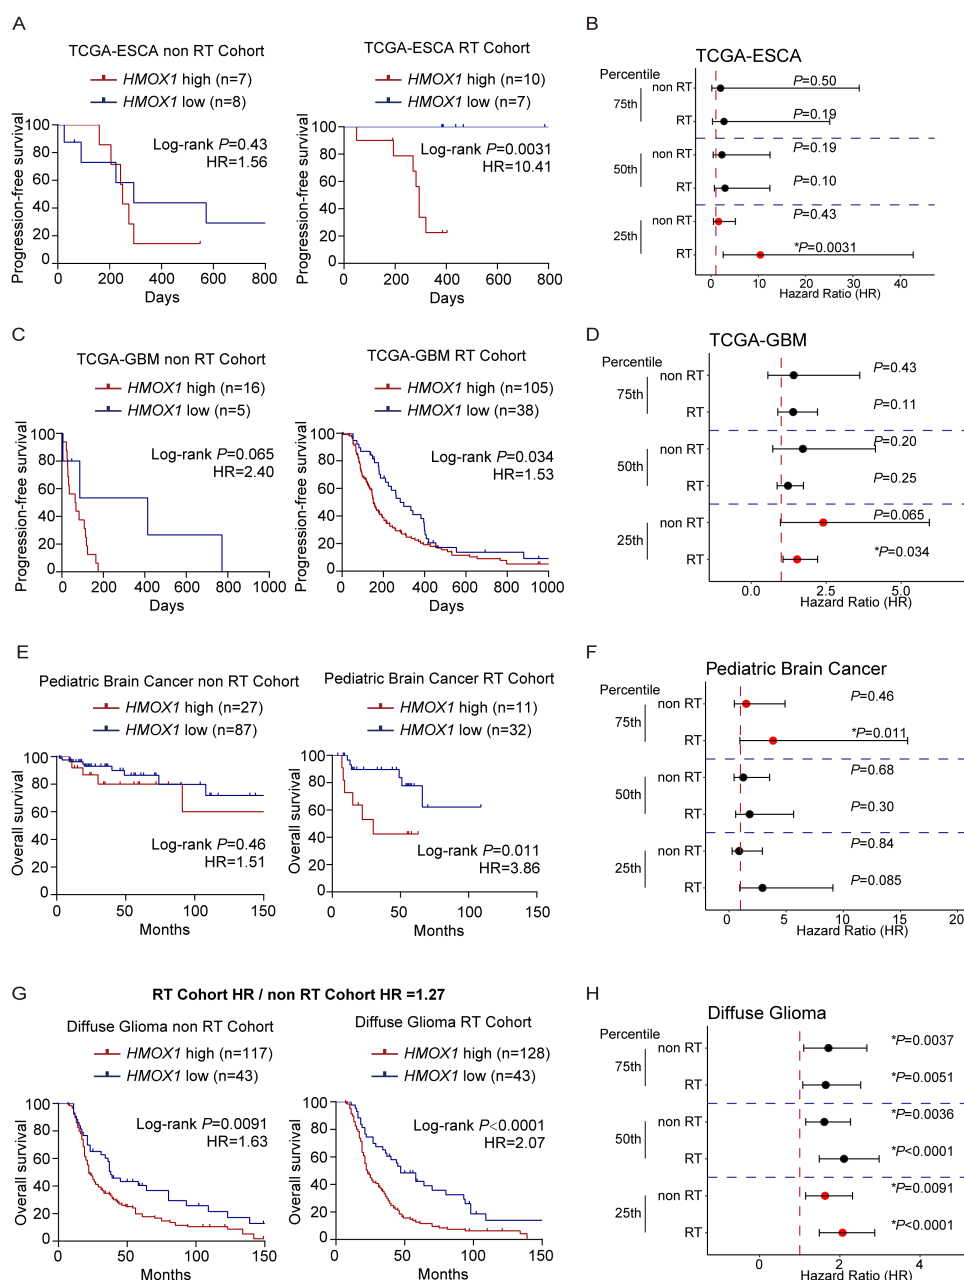 A
TCGA-ESCA non RT Cohort
HMOX1 high (n=7)
HMOX1 low (n=8)
Log-rank P=0.43
HR=1.56
Progression-free survival
100
80
60
40
20
0
0 200 400 600 800
Days
TCGA-ESCA RT Cohort
HMOX1 high (n=10)
HMOX1 low (n=7)
Log-rank P=0.0031
HR=10.41
Progression-free survival
100
80
60
40
20
0
0 200 400 600 800
Days
B
TCGA-ESCA
Percentile
75th
non RT
P=0.50
RT
P=0.19
50th
non RT
P=0.19
RT
P=0.10
25th
non RT
P=0.43
RT
*P=0.0031
0 10 20 30 40
Hazard Ratio (HR)
C
TCGA-GBM non RT Cohort
HMOX1 high (n=16)
HMOX1 low (n=5)
Log-rank P=0.065
HR=2.40
Progression-free survival
100
80
60
40
20
0
0 200 400 600 800 1000
Days
TCGA-GBM RT Cohort
HMOX1 high (n=105)
HMOX1 low (n=38)
Log-rank P=0.034
HR=1.53
Progression-free survival
100
80
60
40
20
0
0 200 400 600 800 1000
Days
D
TCGA-GBM
Percentile
75th
non RT
P=0.43
RT
P=0.11
50th
non RT
P=0.20
RT
P=0.25
25th
non RT
P=0.065
RT
*P=0.034
0.0 2.5 5.0
Hazard Ratio (HR)
E
Pediatric Brain Cancer non RT Cohort
HMOX1 high (n=27)
HMOX1 low (n=87)
Log-rank P=0.46
HR=1.51
Overall survival
100
80
60
40
20
0
0 50 100 150
Months
Pediatric Brain Cancer RT Cohort
HMOX1 high (n=11)
HMOX1 low (n=32)
Log-rank P=0.011
HR=3.86
Overall survival
100
80
60
40
20
0
0 50 100 150
Months
F
Pediatric Brain Cancer
Percentile
75th
non RT
P=0.46
RT
*P=0.011
50th
non RT
P=0.68
RT
P=0.30
25th
non RT
P=0.84
RT
P=0.085
0 5 10 15 20
Hazard Ratio (HR)
G
RT Cohort HR / non RT Cohort HR =1.27
Diffuse Glioma non RT Cohort
HMOX1 high (n=117)
HMOX1 low (n=43)
Log-rank P=0.0091
HR=1.63
Overall survival
100
80
60
40
20
0
0 50 100 150
Months
Diffuse Glioma RT Cohort
HMOX1 high (n=128)
HMOX1 low (n=43)
Log-rank P<0.0001
HR=2.07
Overall survival
100
80
60
40
20
0
0 50 100 150
Months
H
Diffuse Glioma
Percentile
75th
non RT
*P=0.0037
RT
*P=0.0051
50th
non RT
*P=0.0036
RT
*P<0.0001
25th
non RT
*P=0.0091
RT
*P<0.0001
0 2 4
Hazard Ratio (HR)